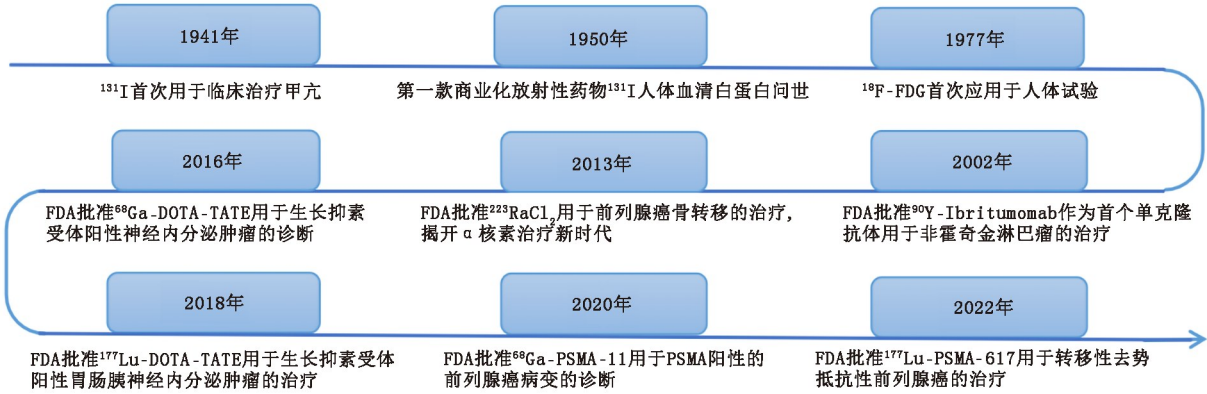 1941年
1950年
1977年
¹³¹I首次用于临床治疗甲亢
第一款商业化放射性药物¹³¹I人体血清白蛋白问世
¹⁸F-FDG首次应用于人体试验
2016年
2013年
2002年
FDA批准⁶⁸Ga-DOTA-TATE用于生长抑素
受体阳性神经内分泌肿瘤的诊断
FDA批准²²³RaCl₂用于前列腺癌骨转移的治疗,
揭开α核素治疗新时代
FDA批准⁹⁰Y-Ibritumomab作为首个单克隆
抗体用于非霍奇金淋巴瘤的治疗
2018年
2020年
2022年
FDA批准¹⁷⁷Lu-DOTA-TATE用于生长抑素受体
阳性胃肠胰神经内分泌肿瘤的治疗
FDA批准⁶⁸Ga-PSMA-11用于PSMA阳性的
前列腺癌病变的诊断
FDA批准¹⁷⁷Lu-PSMA-617用于转移性去势
抵抗性前列腺癌的治疗